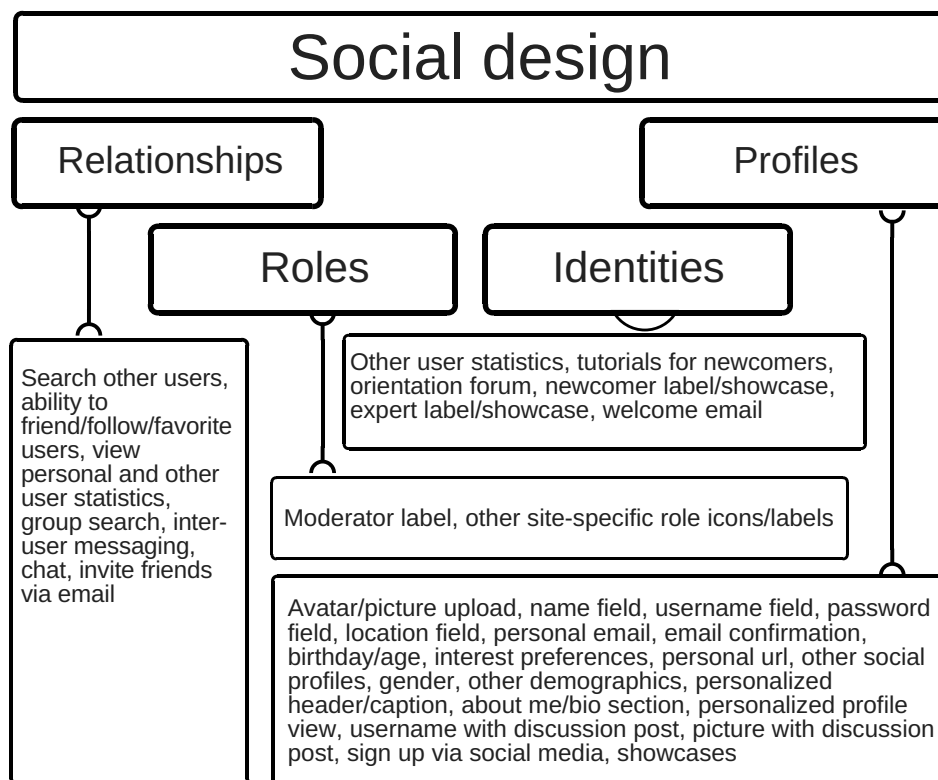 Social design
Relationships
Profiles
Roles
Identities
Search other users,
ability to
friend/follow/favorite
users, view
personal and other
user statistics,
group search, inter-
user messaging,
chat, invite friends
via email
Other user statistics, tutorials for newcomers,
orientation forum, newcomer label/showcase,
expert label/showcase, welcome email
Moderator label, other site-specific role icons/labels
Avatar/picture upload, name field, username field, password
field, location field, personal email, email confirmation,
birthday/age, interest preferences, personal url, other social
profiles, gender, other demographics, personalized
header/caption, about me/bio section, personalized profile
view, username with discussion post, picture with discussion
post, sign up via social media, showcases